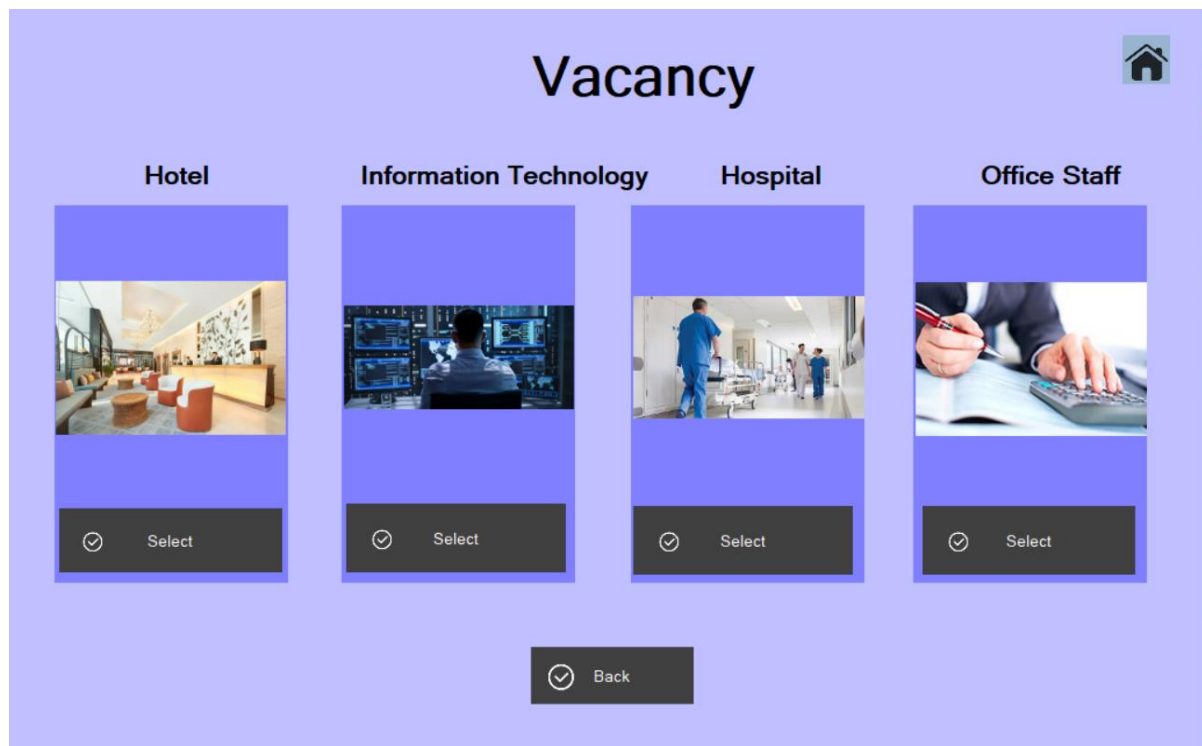 Vacancy
Hotel
Information Technology
Hospital
Office Staff
Select
Select
Select
Select
Back